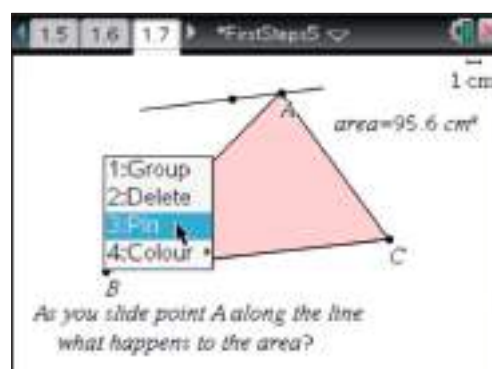 1.5 1.6 1.7 *FirstSteps5
1 cm
A
area=95.6 cm²
1:Group
2:Delete
3:Pin
4:Colour
C
B
As you slide point A along the line
what happens to the area?